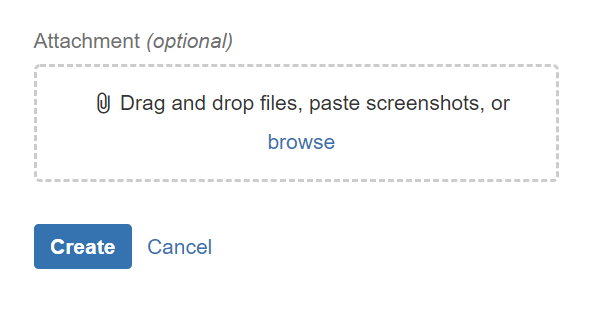 Attachment (optional)
Drag and drop files, paste screenshots, or
browse
Create Cancel